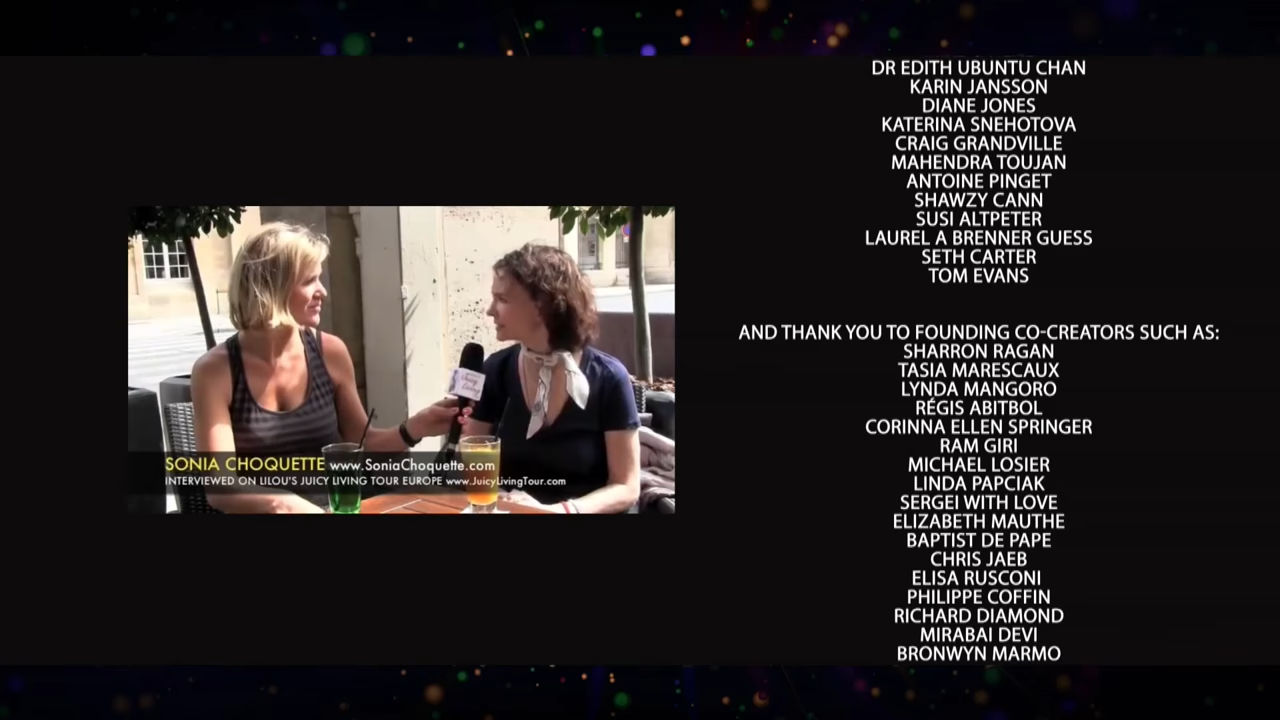 DR EDITH UBUNTU CHAN
KARIN JANSSON
DIANE JONES
KATERINA SNEHOTOVA
CRAIG GRANDVILLE
MAHENDRA TOUJAN
ANTOINE PINGET
SHAWZY CANN
SUSI ALTPETER
LAUREL A BRENNER GUESS
SETH CARTER
TOM EVANS
AND THANK YOU TO FOUNDING CO-CREATORS SUCH AS:
SHARRON RAGAN
TASIA MARESCAUX
LYNDA MANGORO
RÉGIS ABITBOL
CORINNA ELLEN SPRINGER
RAM GIRI
MICHAEL LOSIER
LINDA PAPCIAK
SERGEI WITH LOVE
ELIZABETH MAUTHE
BAPTIST DE PAPE
CHRIS JAEB
ELISA RUSCONI
PHILIPPE COFFIN
RICHARD DIAMOND
MIRABAI DEVI
BRONWYN MARMO
Juicy
Living
SONIA CHOQUETTE www.SoniaChoquette.com
INTERVIEWED ON LILOU'S JUICY LIVING TOUR EUROPE www.JuicyLivingTour.com